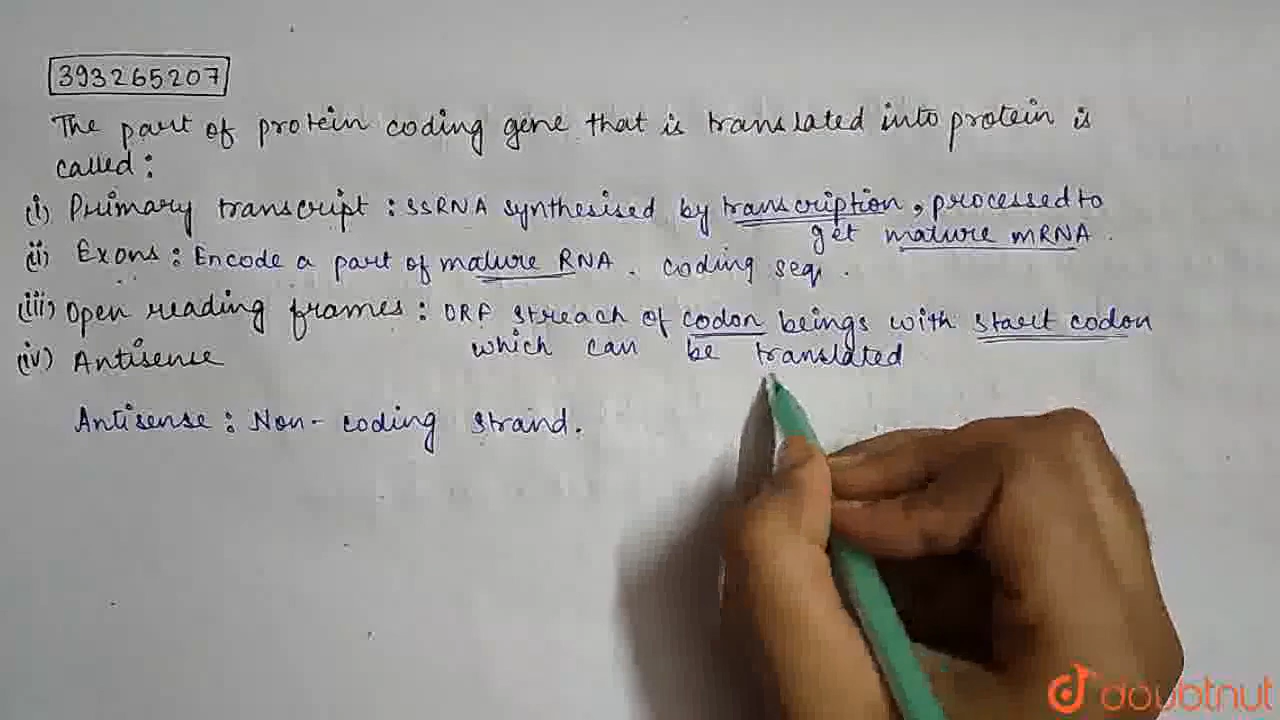 393265207
The part of protein coding gene that is translated into protein is
called:
(i) Primary transcript: SSRNA synthesised by transcription, processed to
get mature mRNA.
(ii) Exons: Encode a part of mature RNA. coding seq.
(iii) Open reading frames: ORF streach of codon beings with start codon
which can be translated
(iv) Antisense
Antisense: Non-coding strand.
doubtnut